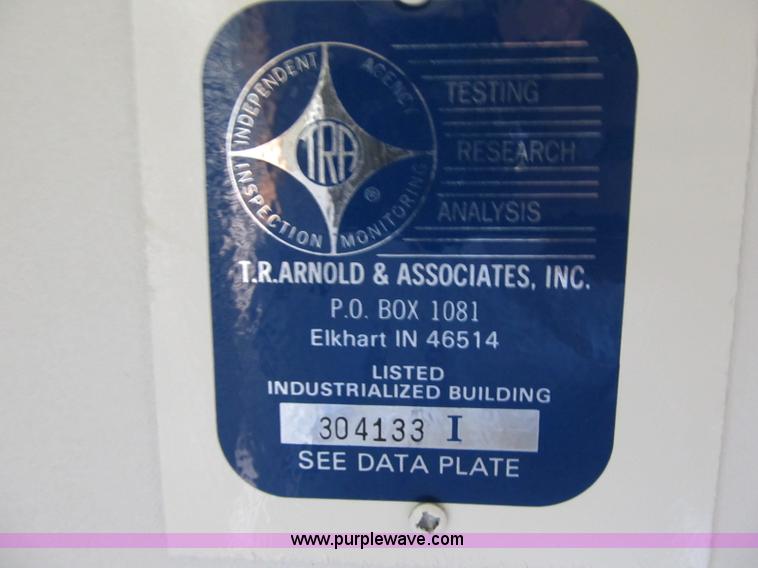 INDEPENDENT AGENCY
INSPECTION MONITORING
TRA
®
TESTING
RESEARCH
ANALYSIS
T.R.ARNOLD & ASSOCIATES, INC.
P.O. BOX 1081
Elkhart IN 46514
LISTED
INDUSTRIALIZED BUILDING
304133 I
SEE DATA PLATE
www.purplewave.com